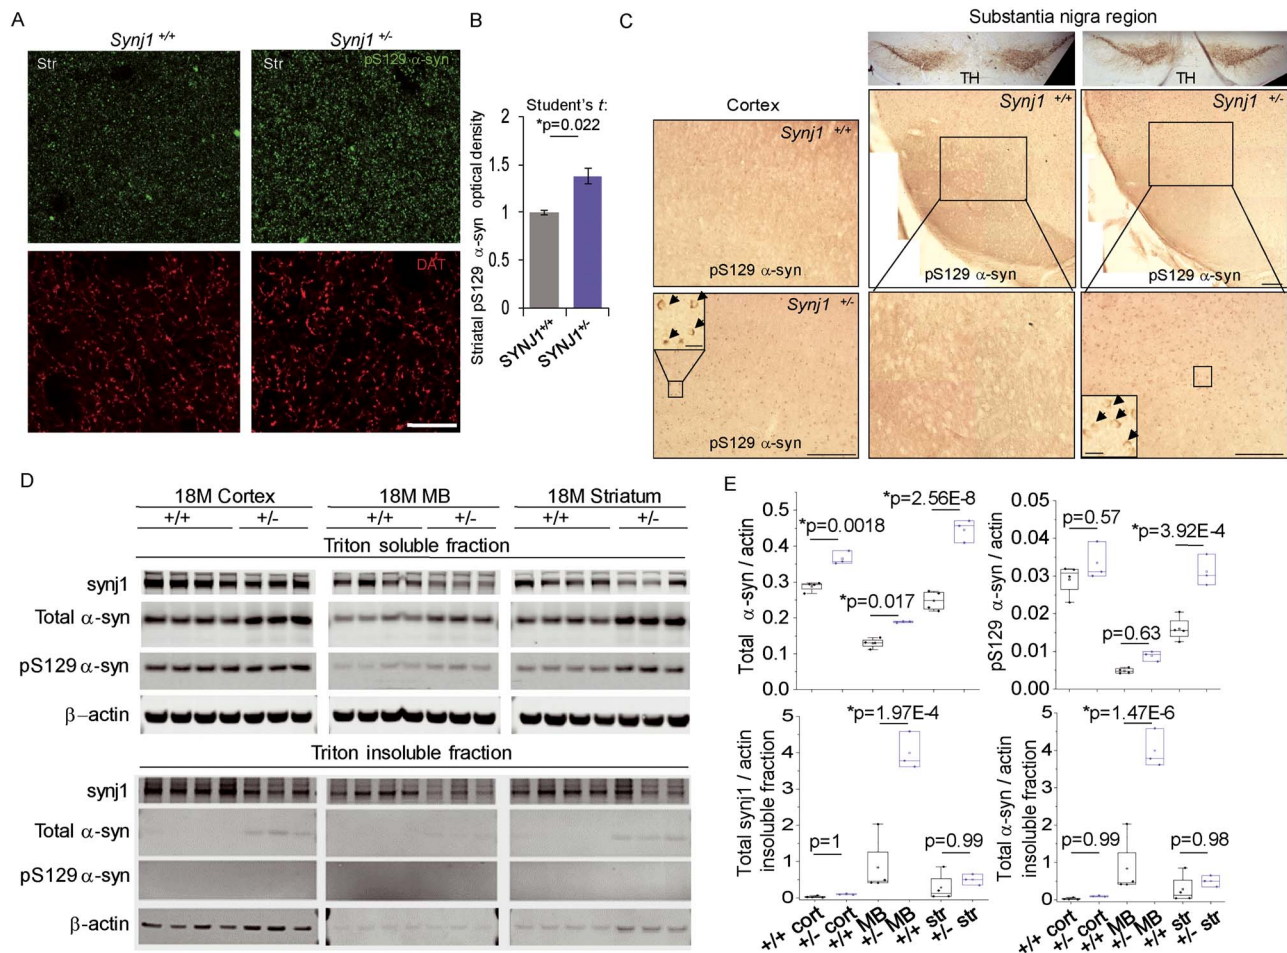 A
Synj1 +/+
Synj1 +/-
Str
Str
pS129 α-syn
DAT
B
Student's t:
*p=0.022
Striatal pS129 α-syn optical density
2
1.5
1
0.5
0
SYNJ1+/+
SYNJ1+/-
C
Substantia nigra region
TH
TH
Cortex
Synj1 +/+
Synj1 +/+
Synj1 +/-
pS129 α-syn
pS129 α-syn
pS129 α-syn
Synj1 +/-
pS129 α-syn
D
18M Cortex
18M MB
18M Striatum
+/+
+/-
+/+
+/-
+/+
+/-
Triton soluble fraction
synj1
Total α-syn
pS129 α-syn
β-actin
Triton insoluble fraction
synj1
Total α-syn
pS129 α-syn
β-actin
E
Total α-syn / actin
0.5
0.4
0.3
0.2
0.1
0.0
*p=0.0018
*p=0.017
*p=2.56E-8
pS129 α-syn / actin
0.05
0.04
0.03
0.02
0.01
0.00
p=0.57
p=0.63
*p=3.92E-4
Total synj1 / actin
insoluble fraction
5
4
3
2
1
0
p=1
*p=1.97E-4
p=0.99
+/+ cort
+/- cort
+/+ MB
+/- MB
+/+ str
+/- str
Total α-syn / actin
insoluble fraction
5
4
3
2
1
0
p=0.99
*p=1.47E-6
p=0.98
+/+ cort
+/- cort
+/+ MB
+/- MB
+/+ str
+/- str